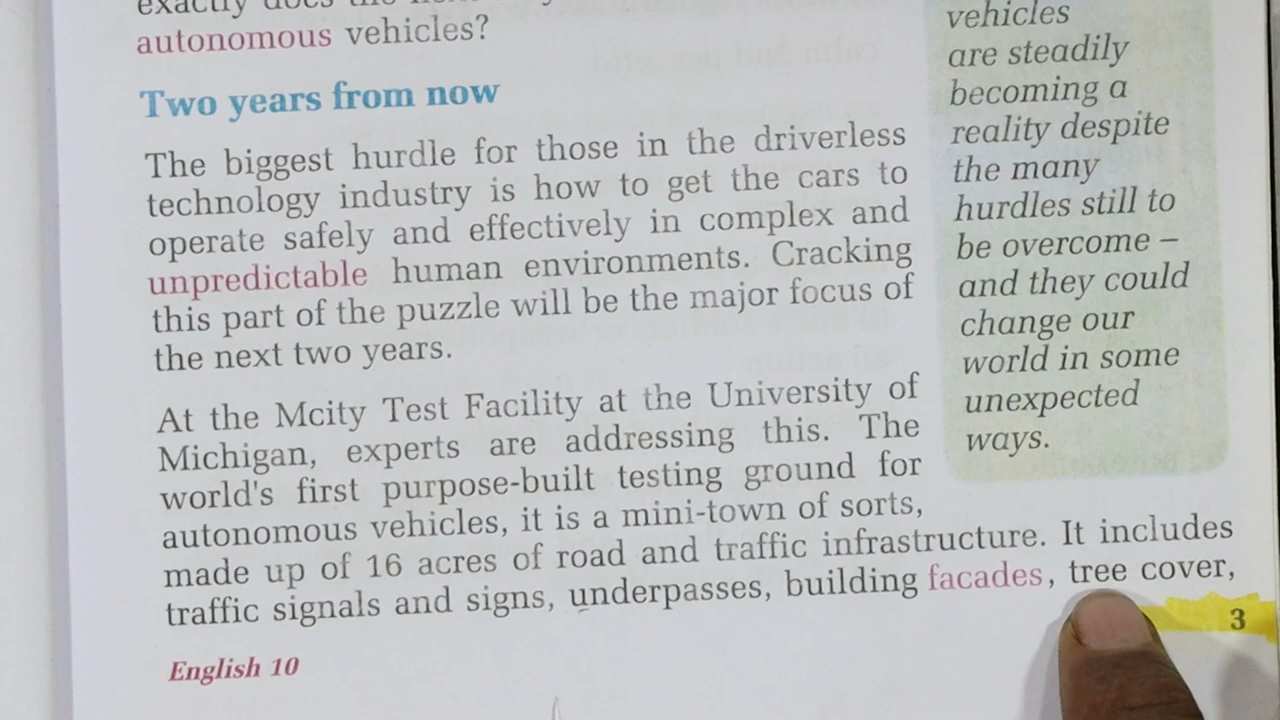 autonomous vehicles?
Two years from now
The biggest hurdle for those in the driverless
technology industry is how to get the cars to
operate safely and effectively in complex and
unpredictable human environments. Cracking
this part of the puzzle will be the major focus of
the next two years.
At the Mcity Test Facility at the University of
Michigan, experts are addressing this. The
world's first purpose-built testing ground for
autonomous vehicles, it is a mini-town of sorts,
made up of 16 acres of road and traffic infrastructure. It includes
traffic signals and signs, underpasses, building facades, tree cover,
vehicles
are steadily
becoming a
reality despite
the many
hurdles still to
be overcome –
and they could
change our
world in some
unexpected
ways.
English 10
3